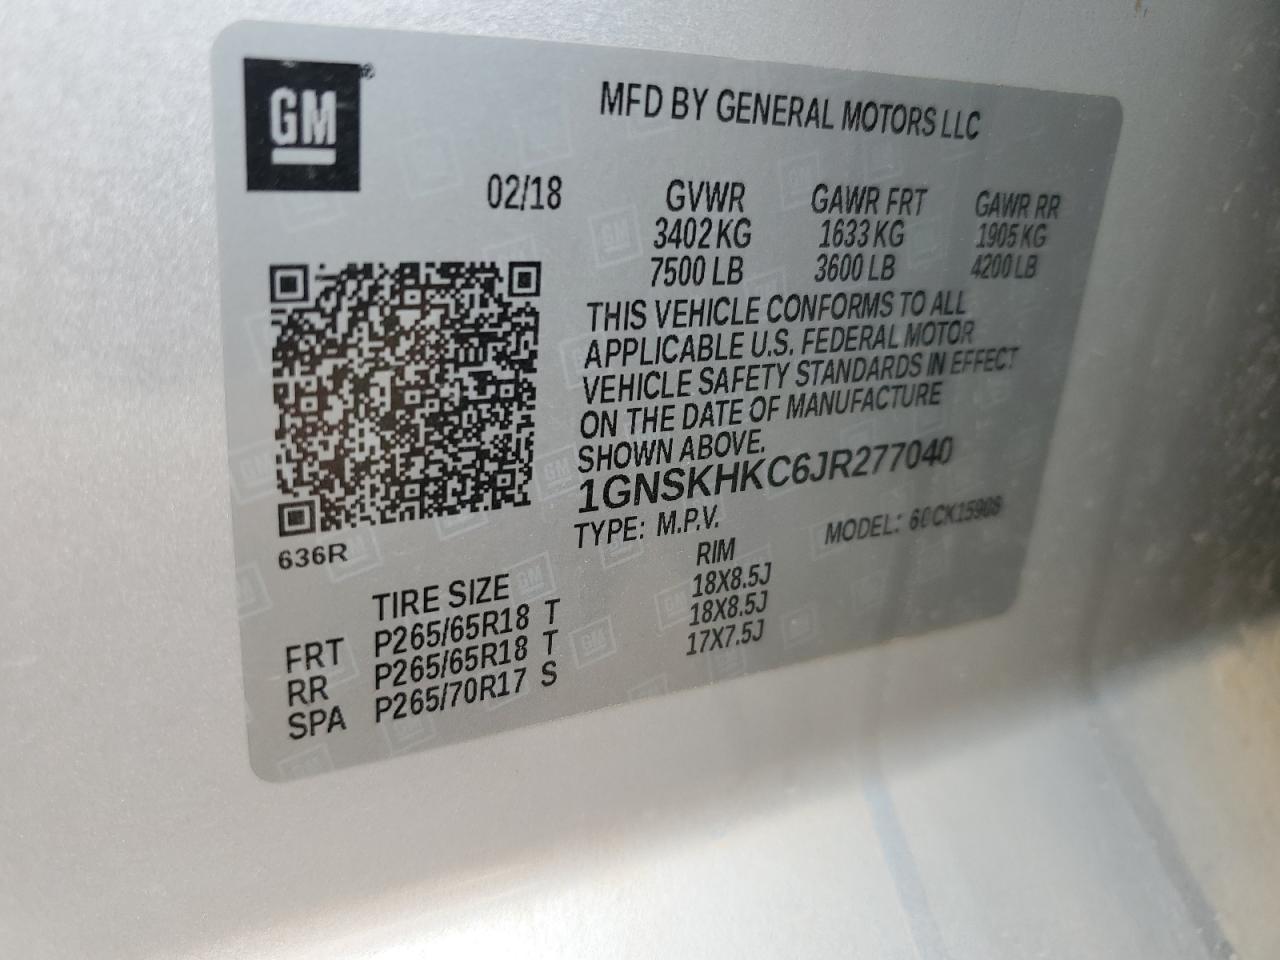 GM®
MFD BY GENERAL MOTORS LLC
02/18 GVWR GAWR FRT GAWR RR
3402 KG 1633 KG 1905 KG
7500 LB 3600 LB 4200 LB
THIS VEHICLE CONFORMS TO ALL
APPLICABLE U.S. FEDERAL MOTOR
VEHICLE SAFETY STANDARDS IN EFFECT
ON THE DATE OF MANUFACTURE
SHOWN ABOVE.
1GNSKHKC6JR277040
TYPE: M.P.V. MODEL:
636R
TIRE SIZE RIM
FRT P265/65R18 T 18X8.5J
RR P265/65R18 T 18X8.5J
SPA P265/70R17 S 17X7.5J